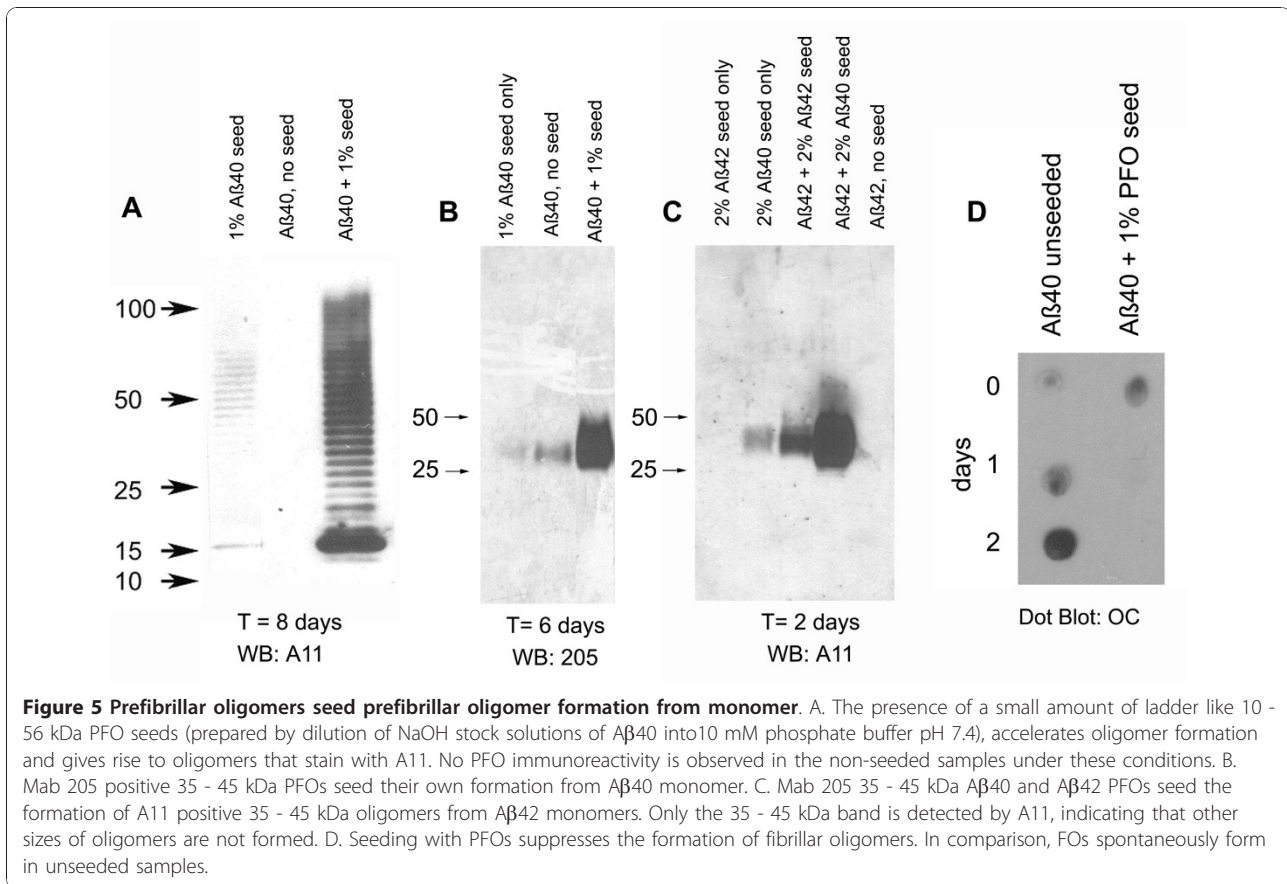 A
1% Aß40 seed
Aß40, no seed
Aß40 + 1% seed
100
50
25
15
10
T = 8 days
WB: A11
B
1% Aß40 seed only
Aß40, no seed
Aß40 + 1% seed
50
25
T= 6 days
WB: 205
C
2% Aß42 seed only
2% Aß40 seed only
Aß42 + 2% Aß42 seed
Aß42 + 2% Aß40 seed
Aß42, no seed
50
25
T= 2 days
WB: A11
D
Aß40 unseeded
Aß40 + 1% PFO seed
days
0
1
2
Dot Blot: OC
Figure 5 Prefibrillar oligomers seed prefibrillar oligomer formation from monomer. A. The presence of a small amount of ladder like 10 -
56 kDa PFO seeds (prepared by dilution of NaOH stock solutions of Aβ40 into10 mM phosphate buffer pH 7.4), accelerates oligomer formation
and gives rise to oligomers that stain with A11. No PFO immunoreactivity is observed in the non-seeded samples under these conditions. B.
Mab 205 positive 35 - 45 kDa PFOs seed their own formation from Aβ40 monomer. C. Mab 205 35 - 45 kDa Aβ40 and Aβ42 PFOs seed the
formation of A11 positive 35 - 45 kDa oligomers from Aβ42 monomers. Only the 35 - 45 kDa band is detected by A11, indicating that other
sizes of oligomers are not formed. D. Seeding with PFOs suppresses the formation of fibrillar oligomers. In comparison, FOs spontaneously form
in unseeded samples.